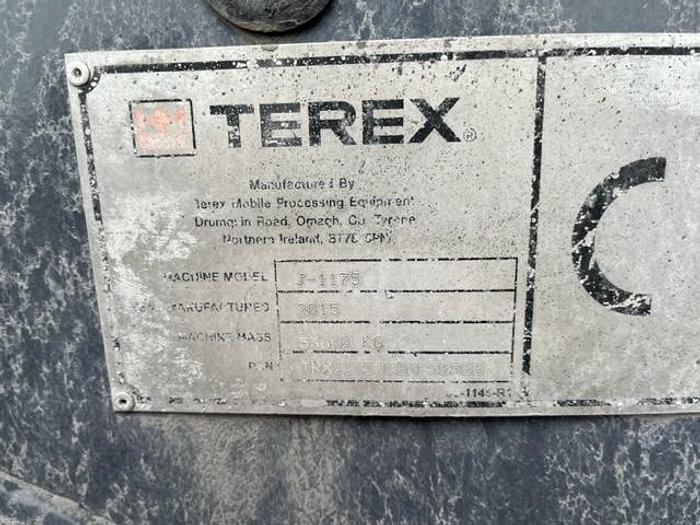 TEREX®
Manufactured By
Terex Mobile Processing Equipment
Drumquin Road, Omagh, Co. Tyrone
Northern Ireland, BT78
MACHINE MODEL J-1175
MANUFACTURED 2015
MACHINE MASS KG
C